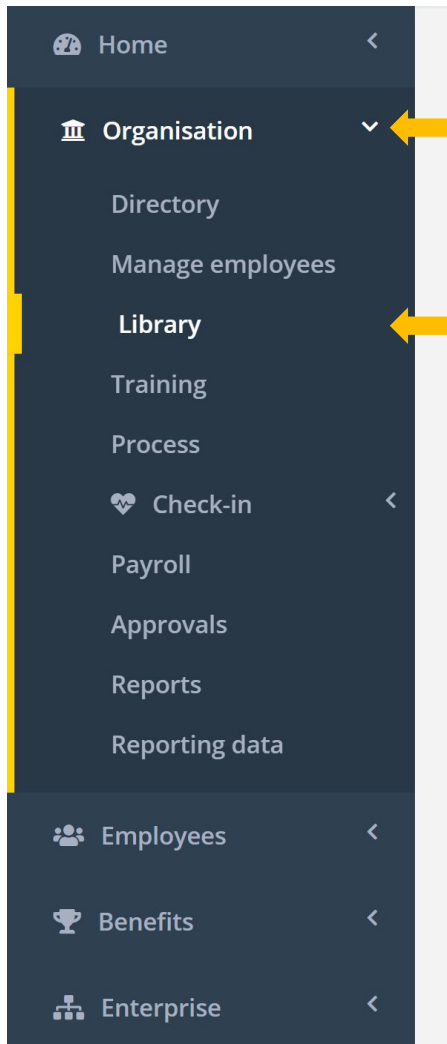 Home
Organisation
Directory
Manage employees
Library
Training
Process
Check-in
Payroll
Approvals
Reports
Reporting data
Employees
Benefits
Enterprise